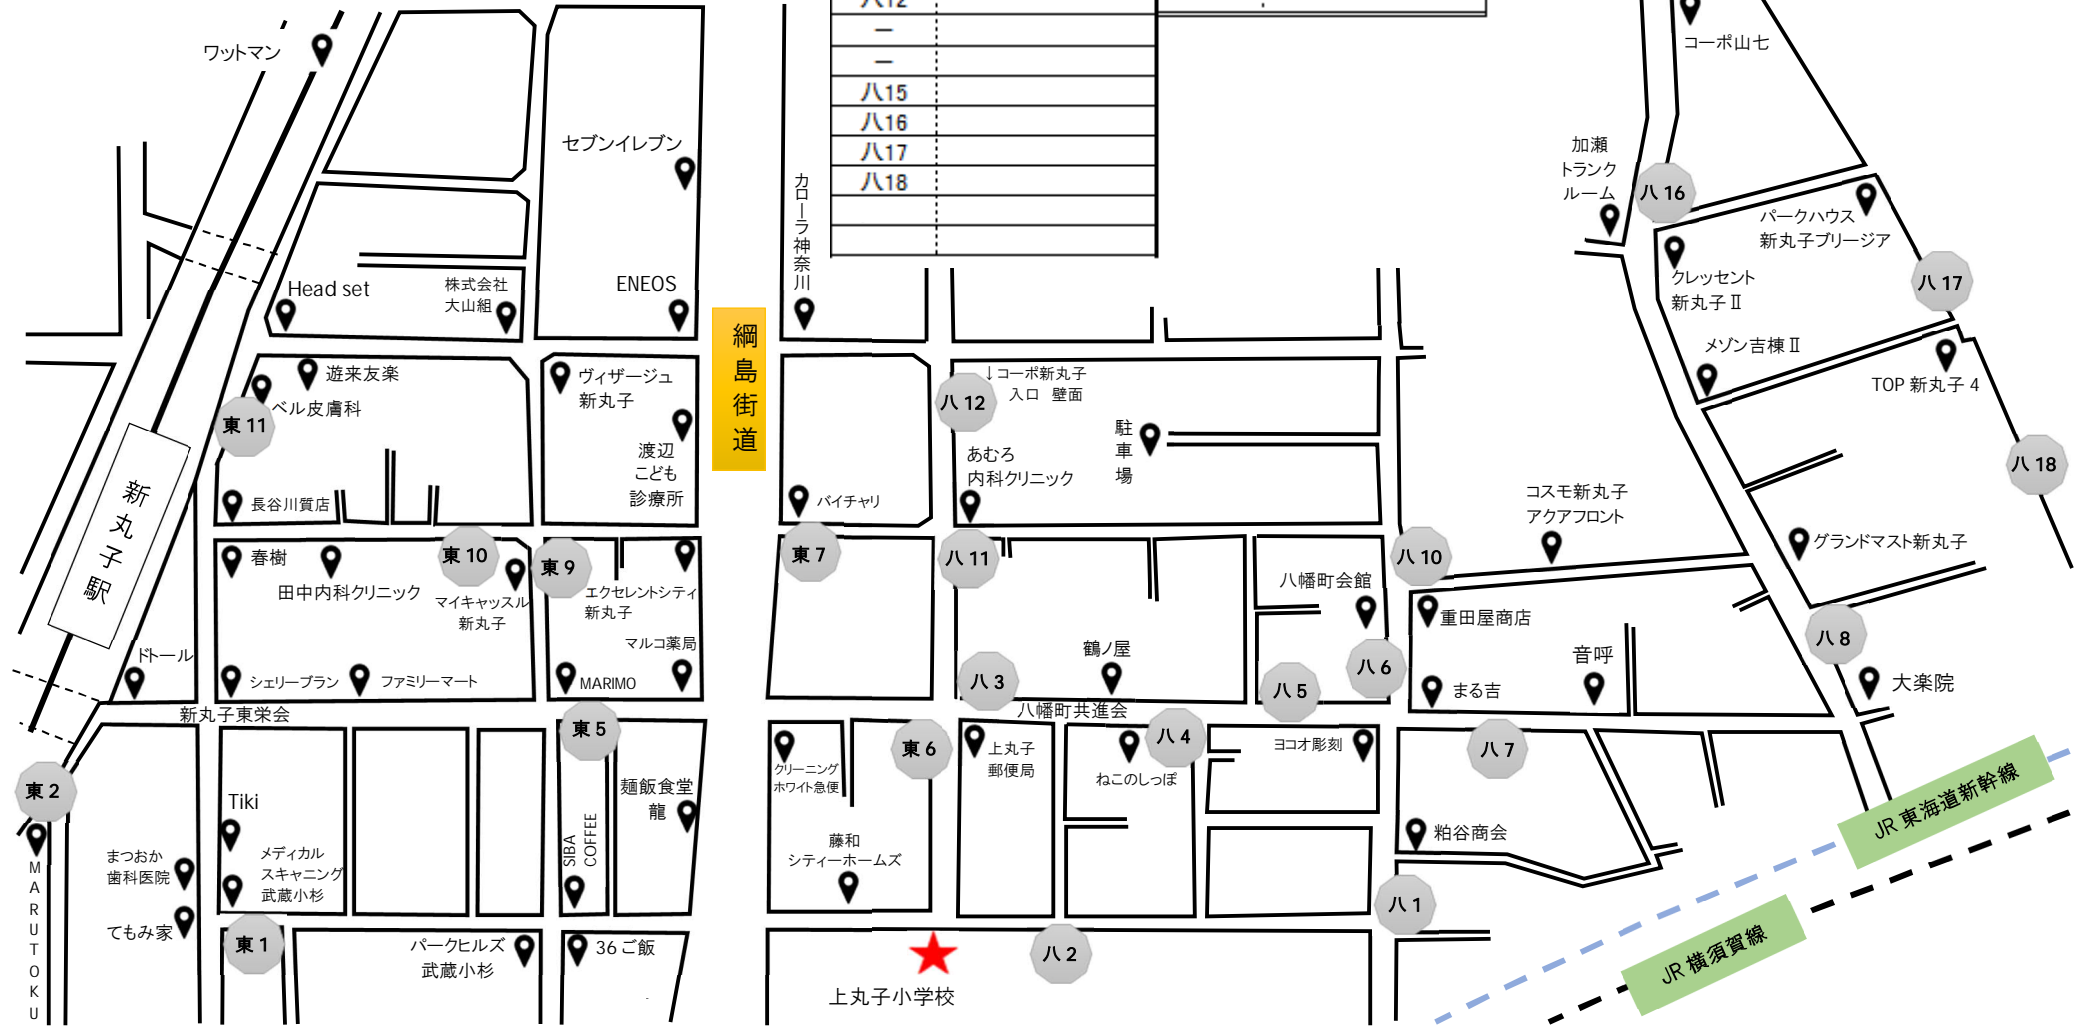 八12
ー
ー
八15
八16
八17
八18
ワットマン
セブンイレブン
カローラ神奈川
コーポ山七
加瀬
トランク
ルーム
八 16
パークハウス
新丸子ブリージア
クレッセント
新丸子Ⅱ
八 17
Head set
株式会社
大山組
ENEOS
綱島街道
メゾン吉棟Ⅱ
TOP 新丸子 4
遊来友楽
ベル皮膚科
東 11
ヴィザージュ
新丸子
渡辺
こども
診療所
↓コーポ新丸子
入口 壁面
八 12
駐車場
あむろ
内科クリニック
八 18
長谷川質店
バイチャリ
コスモ新丸子
アクアフロント
新丸子駅
春樹
田中内科クリニック
東 10
マイキャッスル
新丸子
東 9
エクセレントシティ
新丸子
東 7
八 11
八幡町会館
八 10
グランドマスト新丸子
重田屋商店
八 8
ドトール
シェリーブラン
ファミリーマート
マルコ薬局
MARIMO
八 3
鶴ノ屋
八 5
八 6
まる吉
音呼
大楽院
新丸子東栄会
八幡町共進会
東 5
東 6
上丸子
郵便局
八 4
ねこのしっぽ
ヨコオ彫刻
八 7
クリーニング
ホワイト急便
東 2
Tiki
麺飯食堂
龍
SIBA
COFFEE
藤和
シティーホームズ
粕谷商会
JR 東海道新幹線
MARUTOKU
まつおか
歯科医院
メディカル
スキャニング
武蔵小杉
八 1
てもみ家
東 1
パークヒルズ
武蔵小杉
36 ご飯
八 2
上丸子小学校
JR 横須賀線